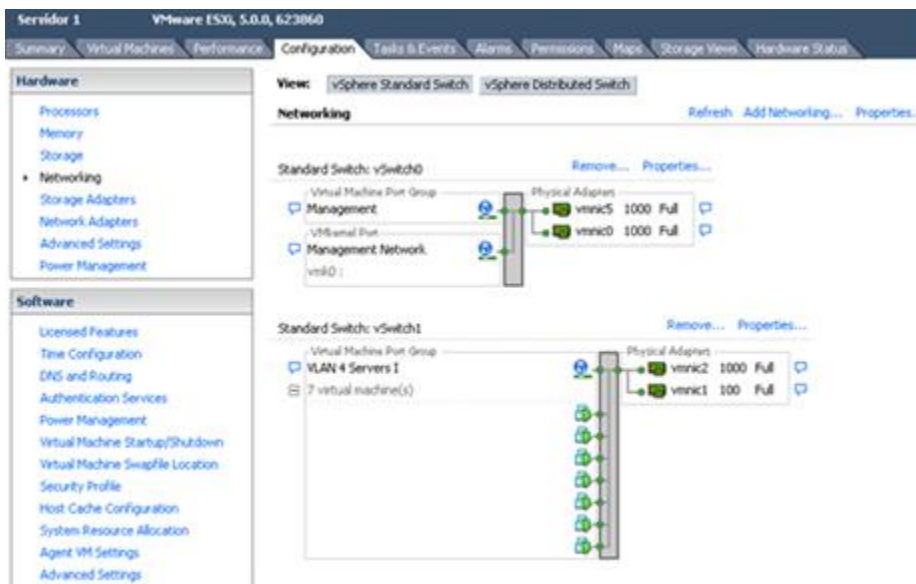 Servidor 1 VMware ESXi, 5.0.0, 623860
Summary Virtual Machines Performance Configuration Tasks & Events Alarms Permissions Maps Storage Views Hardware Status
Hardware
Processors
Memory
Storage
Networking
Storage Adapters
Network Adapters
Advanced Settings
Power Management
Software
Licensed Features
Time Configuration
DNS and Routing
Authentication Services
Power Management
Virtual Machine Startup/Shutdown
Virtual Machine Swapfile Location
Security Profile
Host Cache Configuration
System Resource Allocation
Agent VM Settings
Advanced Settings
View: vSphere Standard Switch vSphere Distributed Switch
Networking Refresh Add Networking... Properties.
Standard Switch: vSwitch0 Remove... Properties...
Virtual Machine Port Group Physical Adapters
Management vmnic5 1000 Full
VMkernel Port vmnic0 1000 Full
Management Network
vmk0 :
Standard Switch: vSwitch1 Remove... Properties...
Virtual Machine Port Group Physical Adapters
VLAN 4 Servers I vmnic2 1000 Full
7 virtual machine(s) vmnic1 100 Full